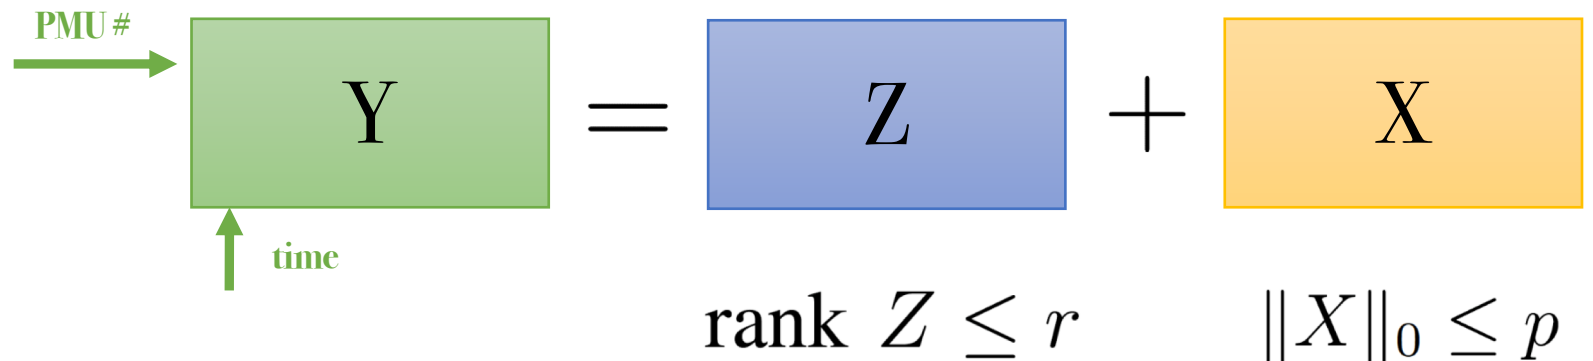 PMU #
Y = Z + X
time
rank Z ≤ r
‖X‖₀ ≤ p